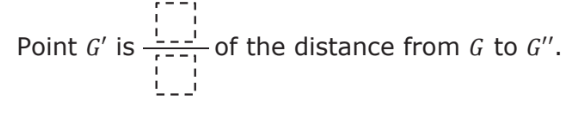 Point G′ is of the distance from G to G″.